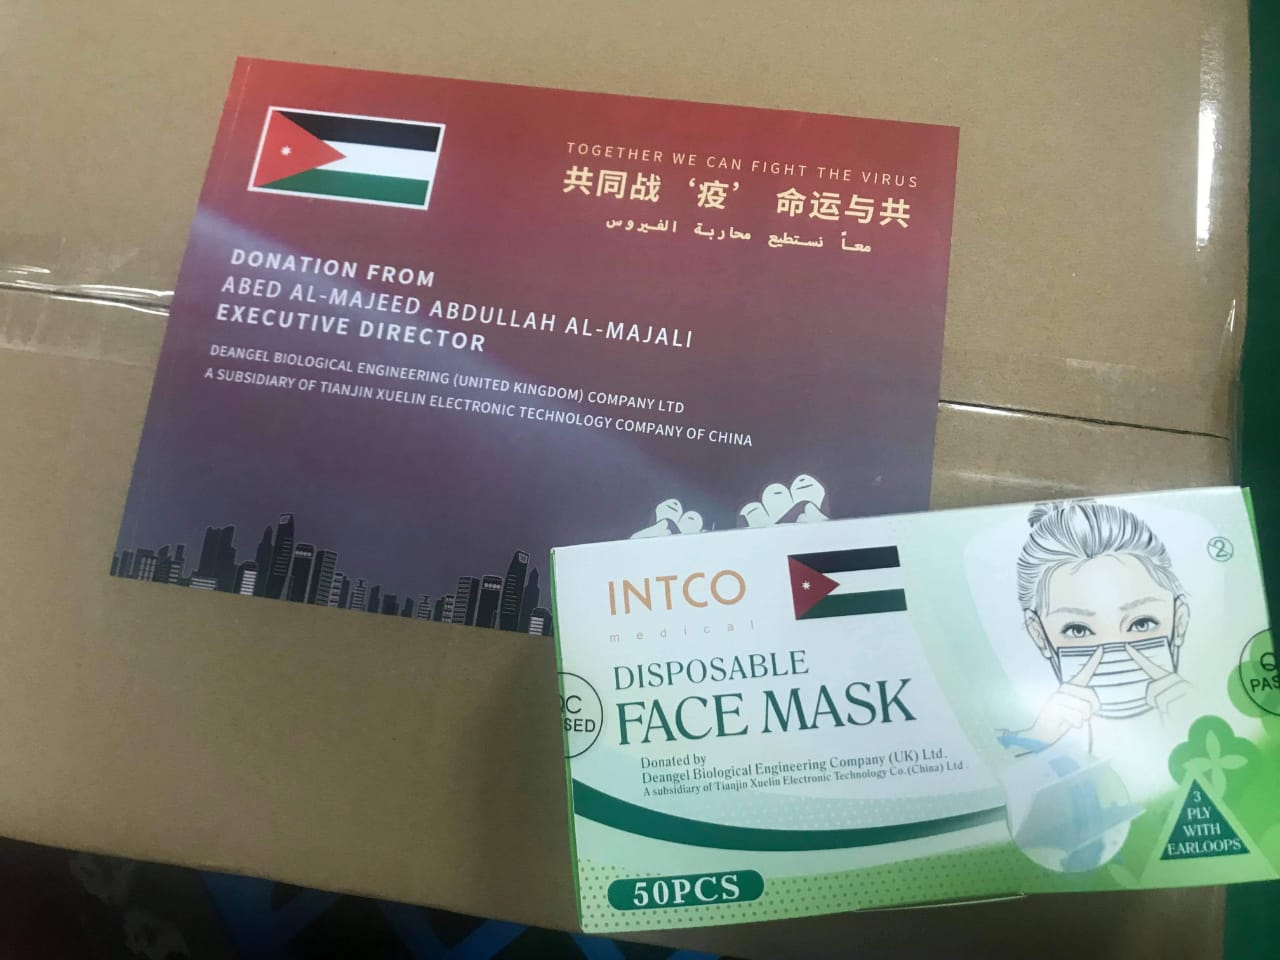 TOGETHER WE CAN FIGHT THE VIRUS
共同战‘疫’ 命运与共
معاً نستطيع محاربة الفيروس
DONATION FROM
ABED AL-MAJEED ABDULLAH AL-MAJALI
EXECUTIVE DIRECTOR
DEANGEL BIOLOGICAL ENGINEERING (UNITED KINGDOM) COMPANY LTD
A SUBSIDIARY OF TIANJIN XUELIN ELECTRONIC TECHNOLOGY COMPANY OF CHINA
INTCO
medical
DISPOSABLE
FACE MASK
Donated by
Deangel Biological Engineering Company (UK) Ltd.
A subsidiary of Tianjin Xuelin Electronic Technology Co.(China) Ltd.
50PCS
3
PLY
WITH
EARLOOPS